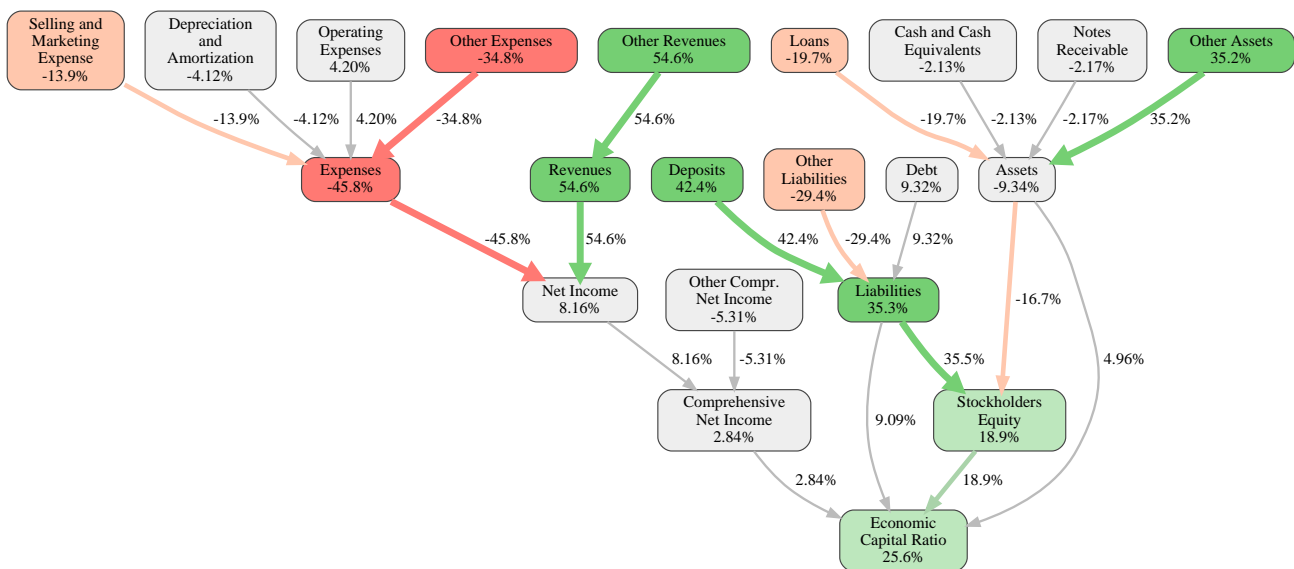 Selling and
Marketing
Expense
-13.9%
Depreciation
and
Amortization
-4.12%
Operating
Expenses
4.20%
Other Expenses
-34.8%
Other Revenues
54.6%
Loans
-19.7%
Cash and Cash
Equivalents
-2.13%
Notes
Receivable
-2.17%
Other Assets
35.2%
-13.9%
-4.12%
4.20%
-34.8%
54.6%
-19.7%
-2.13%
-2.17%
35.2%
Expenses
-45.8%
Revenues
54.6%
Deposits
42.4%
Other
Liabilities
-29.4%
Debt
9.32%
Assets
-9.34%
-45.8%
54.6%
42.4%
-29.4%
9.32%
Net Income
8.16%
Other Compr.
Net Income
-5.31%
Liabilities
35.3%
-16.7%
8.16%
-5.31%
35.5%
4.96%
Comprehensive
Net Income
2.84%
9.09%
Stockholders
Equity
18.9%
2.84%
18.9%
Economic
Capital Ratio
25.6%